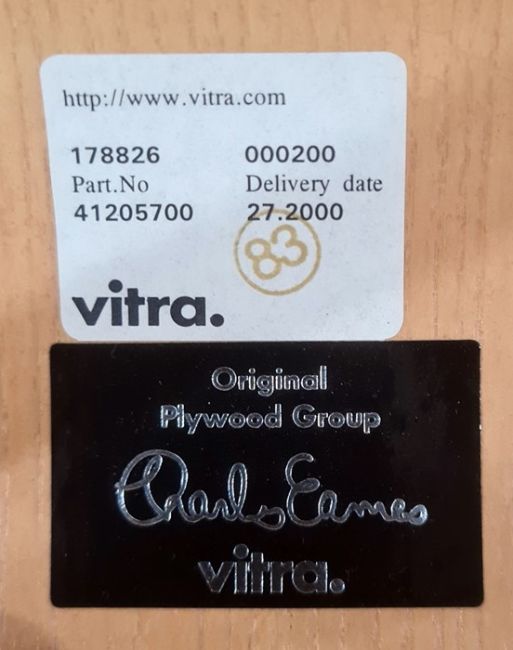 http://www.vitra.com
178826 000200
Part.No Delivery date
41205700 27.2000
83
vitra.
Original
Plywood Group
Charles Eames
vitra.